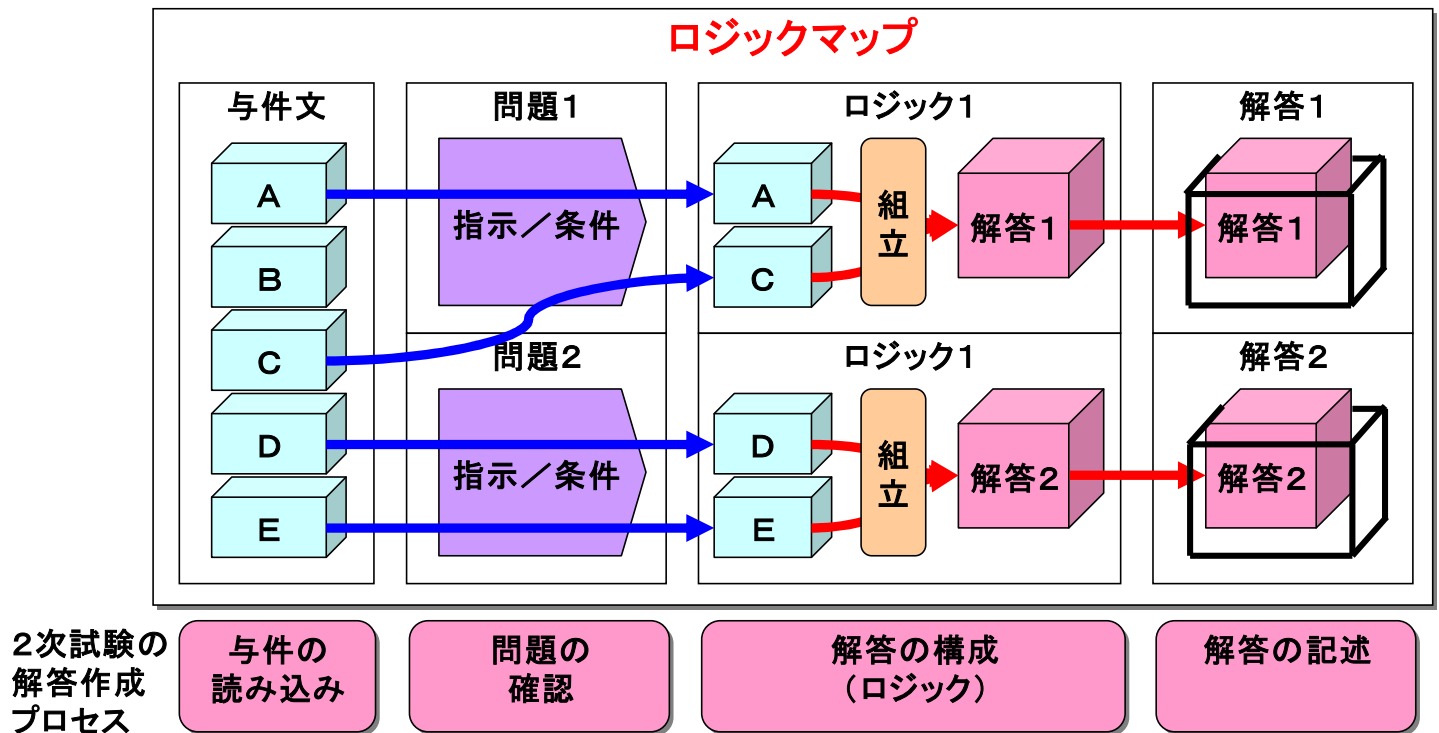 ロジックマップ
与件文
A
B
C
D
E
問題1
指示／条件
問題2
指示／条件
ロジック1
A
C
組
立
解答1
ロジック1
D
E
組
立
解答2
解答1
解答1
解答2
解答2
2次試験の
解答作成
プロセス
与件の
読み込み
問題の
確認
解答の構成
（ロジック）
解答の記述